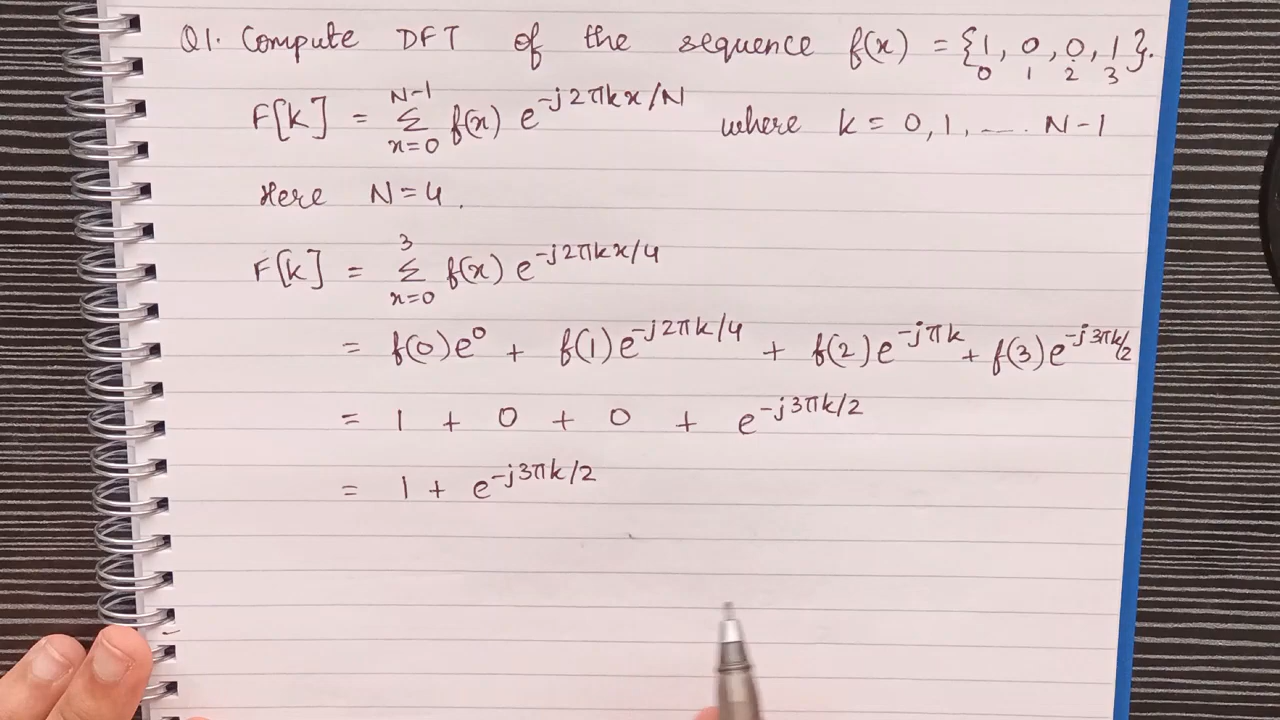 Q1. Compute DFT of the sequence f(x) = {1, 0, 0, 1}.
0 1 2 3
F[k] = Σ_{x=0}^{N-1} f(x) e^{-j2πkx/N} where k = 0, 1, .... N-1
Here N = 4.
F[k] = Σ_{x=0}^{3} f(x) e^{-j2πkx/4}
= f(0)e^{0} + f(1)e^{-j2πk/4} + f(2)e^{-jπk} + f(3)e^{-j3πk/2}
= 1 + 0 + 0 + e^{-j3πk/2}
= 1 + e^{-j3πk/2}